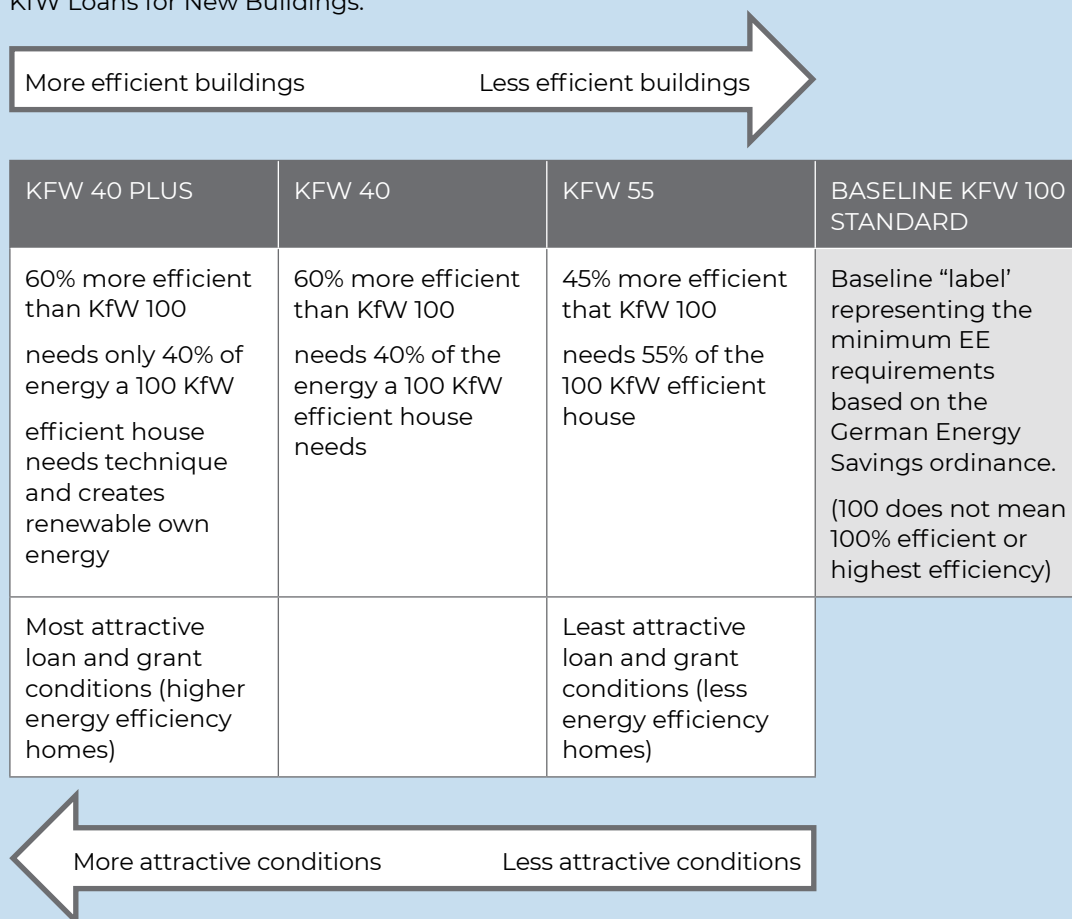 KfW Loans for New Buildings.
More efficient buildings
Less efficient buildings
KFW 40 PLUS
KFW 40
KFW 55
BASELINE KFW 100
STANDARD
60% more efficient
than KfW 100
needs only 40% of
energy a 100 KfW
efficient house
needs technique
and creates
renewable own
energy
60% more efficient
than KfW 100
needs 40% of the
energy a 100 KfW
efficient house
needs
45% more efficient
that KfW 100
needs 55% of the
100 KfW efficient
house
Baseline “label’
representing the
minimum EE
requirements
based on the
German Energy
Savings ordinance.
(100 does not mean
100% efficient or
highest efficiency)
Most attractive
loan and grant
conditions (higher
energy efficiency
homes)
Least attractive
loan and grant
conditions (less
energy efficiency
homes)
More attractive conditions
Less attractive conditions